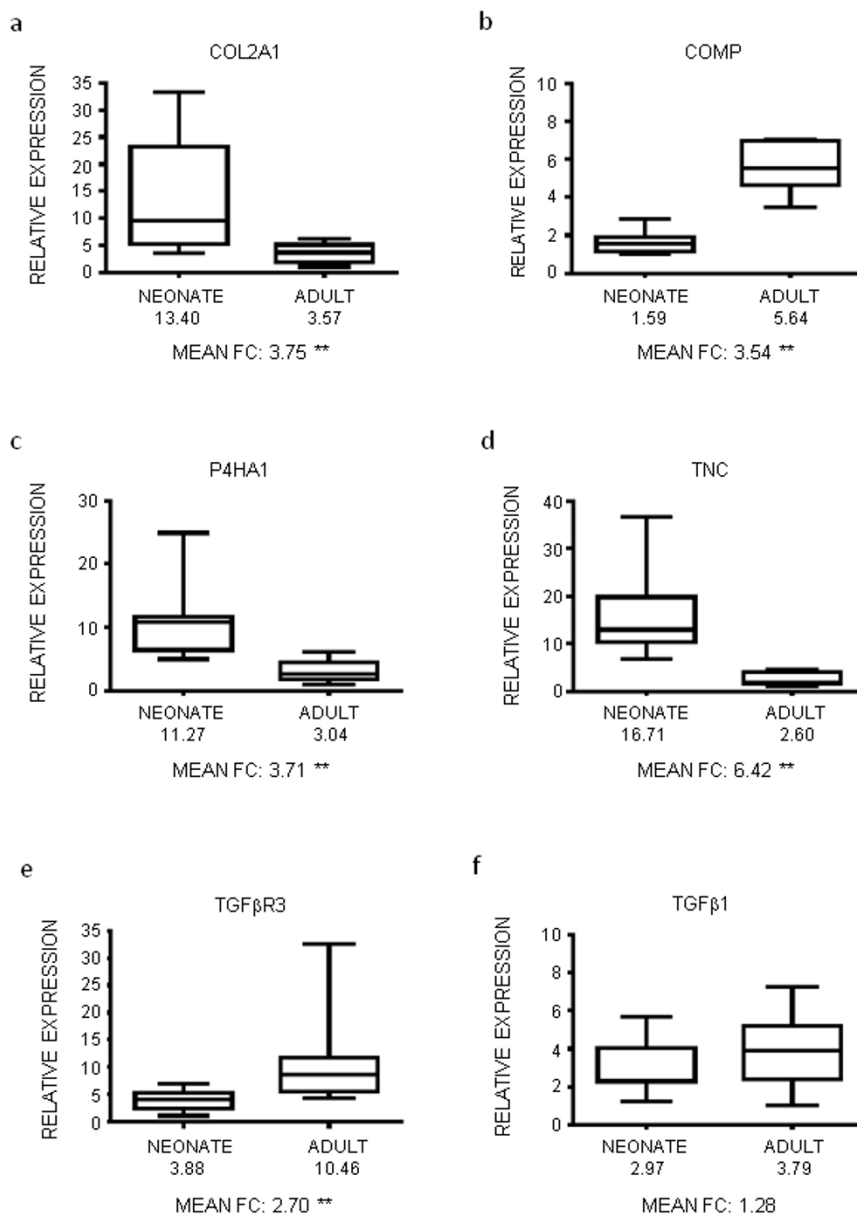 a
COL2A1
RELATIVE EXPRESSION
35
30
25
20
15
10
5
0
NEONATE ADULT
13.40 3.57
MEAN FC: 3.75 **
b
COMP
RELATIVE EXPRESSION
10
8
6
4
2
0
NEONATE ADULT
1.59 5.64
MEAN FC: 3.54 **
c
P4HA1
RELATIVE EXPRESSION
30
20
10
0
NEONATE ADULT
11.27 3.04
MEAN FC: 3.71 **
d
TNC
RELATIVE EXPRESSION
40
30
20
10
0
NEONATE ADULT
16.71 2.60
MEAN FC: 6.42 **
e
TGFβR3
RELATIVE EXPRESSION
35
30
25
20
15
10
5
0
NEONATE ADULT
3.88 10.46
MEAN FC: 2.70 **
f
TGFβ1
RELATIVE EXPRESSION
10
8
6
4
2
0
NEONATE ADULT
2.97 3.79
MEAN FC: 1.28